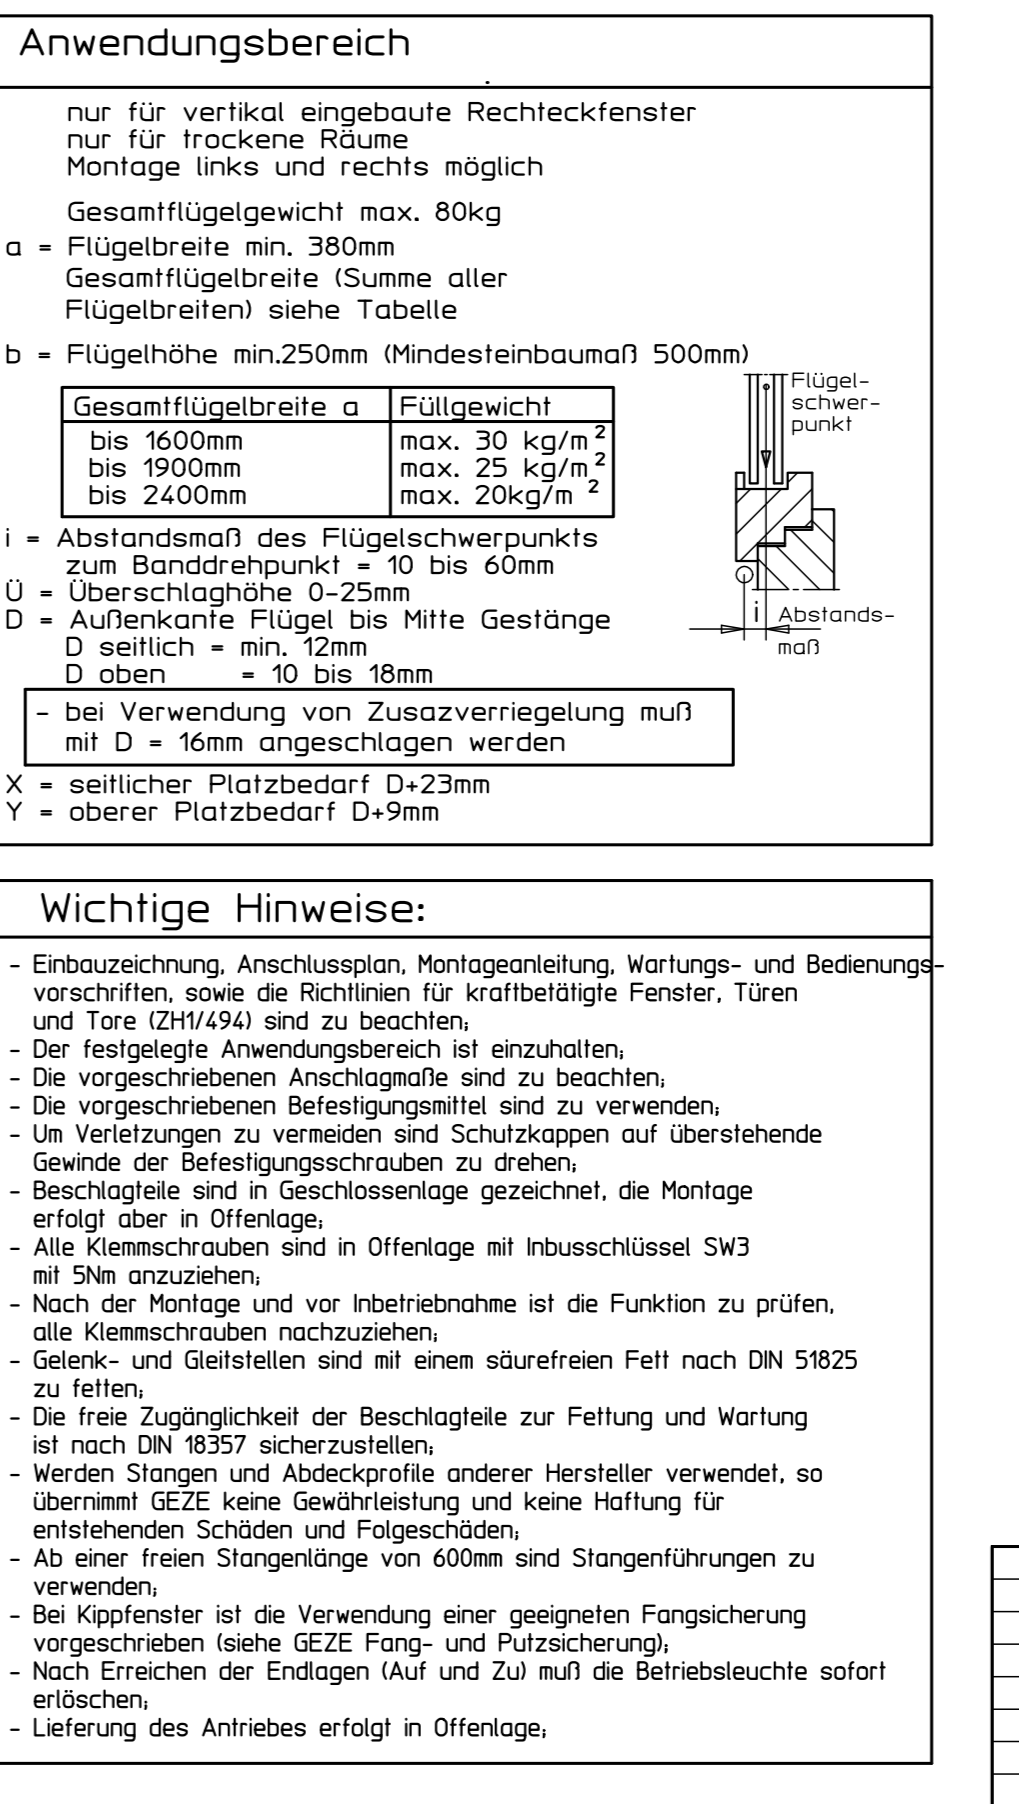 Anwendungsbereich
nur für vertikal eingebaute Rechteckfenster
nur für trockene Räume
Montage links und rechts möglich
Gesamtflügelgewicht max. 80kg
a = Flügelbreite min. 380mm
Gesamtflügelbreite (Summe aller
Flügelbreiten) siehe Tabelle
b = Flügelhöhe min.250mm (Mindesteinbaumaß 500mm)
Gesamtflügelbreite a Füllgewicht
bis 1600mm max. 30 kg/m²
bis 1900mm max. 25 kg/m²
bis 2400mm max. 20kg/m ²
Flügel-
schwer-
punkt
i = Abstandsmaß des Flügelschwerpunkts
zum Banddrehpunkt = 10 bis 60mm
Ü = Überschlaghöhe 0-25mm
D = Außenkante Flügel bis Mitte Gestänge
D seitlich = min. 12mm
D oben = 10 bis 18mm
i Abstands-
maß
- bei Verwendung von Zusazverriegelung muß
mit D = 16mm angeschlagen werden
X = seitlicher Platzbedarf D+23mm
Y = oberer Platzbedarf D+9mm
Wichtige Hinweise:
- Einbauzeichnung, Anschlussplan, Montageanleitung, Wartungs- und Bedienungs-
vorschriften, sowie die Richtlinien für kraftbetätigte Fenster, Türen
und Tore (ZH1/494) sind zu beachten;
- Der festgelegte Anwendungsbereich ist einzuhalten;
- Die vorgeschriebenen Anschlagmaße sind zu beachten;
- Die vorgeschriebenen Befestigungsmittel sind zu verwenden;
- Um Verletzungen zu vermeiden sind Schutzkappen auf überstehende
Gewinde der Befestigungsschrauben zu drehen;
- Beschlagteile sind in Geschlossenlage gezeichnet, die Montage
erfolgt aber in Offenlage;
- Alle Klemmschrauben sind in Offenlage mit Inbusschlüssel SW3
mit 5Nm anzuziehen;
- Nach der Montage und vor Inbetriebnahme ist die Funktion zu prüfen,
alle Klemmschrauben nachzuziehen;
- Gelenk- und Gleitstellen sind mit einem säurefreien Fett nach DIN 51825
zu fetten;
- Die freie Zugänglichkeit der Beschlagteile zur Fettung und Wartung
ist nach DIN 18357 sicherzustellen;
- Werden Stangen und Abdeckprofile anderer Hersteller verwendet, so
übernimmt GEZE keine Gewährleistung und keine Haftung für
entstehenden Schäden und Folgeschäden;
- Ab einer freien Stangenlänge von 600mm sind Stangenführungen zu
verwenden;
- Bei Kippfenster ist die Verwendung einer geeigneten Fangsicherung
vorgeschrieben (siehe GEZE Fang- und Putzsicherung);
- Nach Erreichen der Endlagen (Auf und Zu) muß die Betriebsleuchte sofort
erlöschen;
- Lieferung des Antriebes erfolgt in Offenlage;